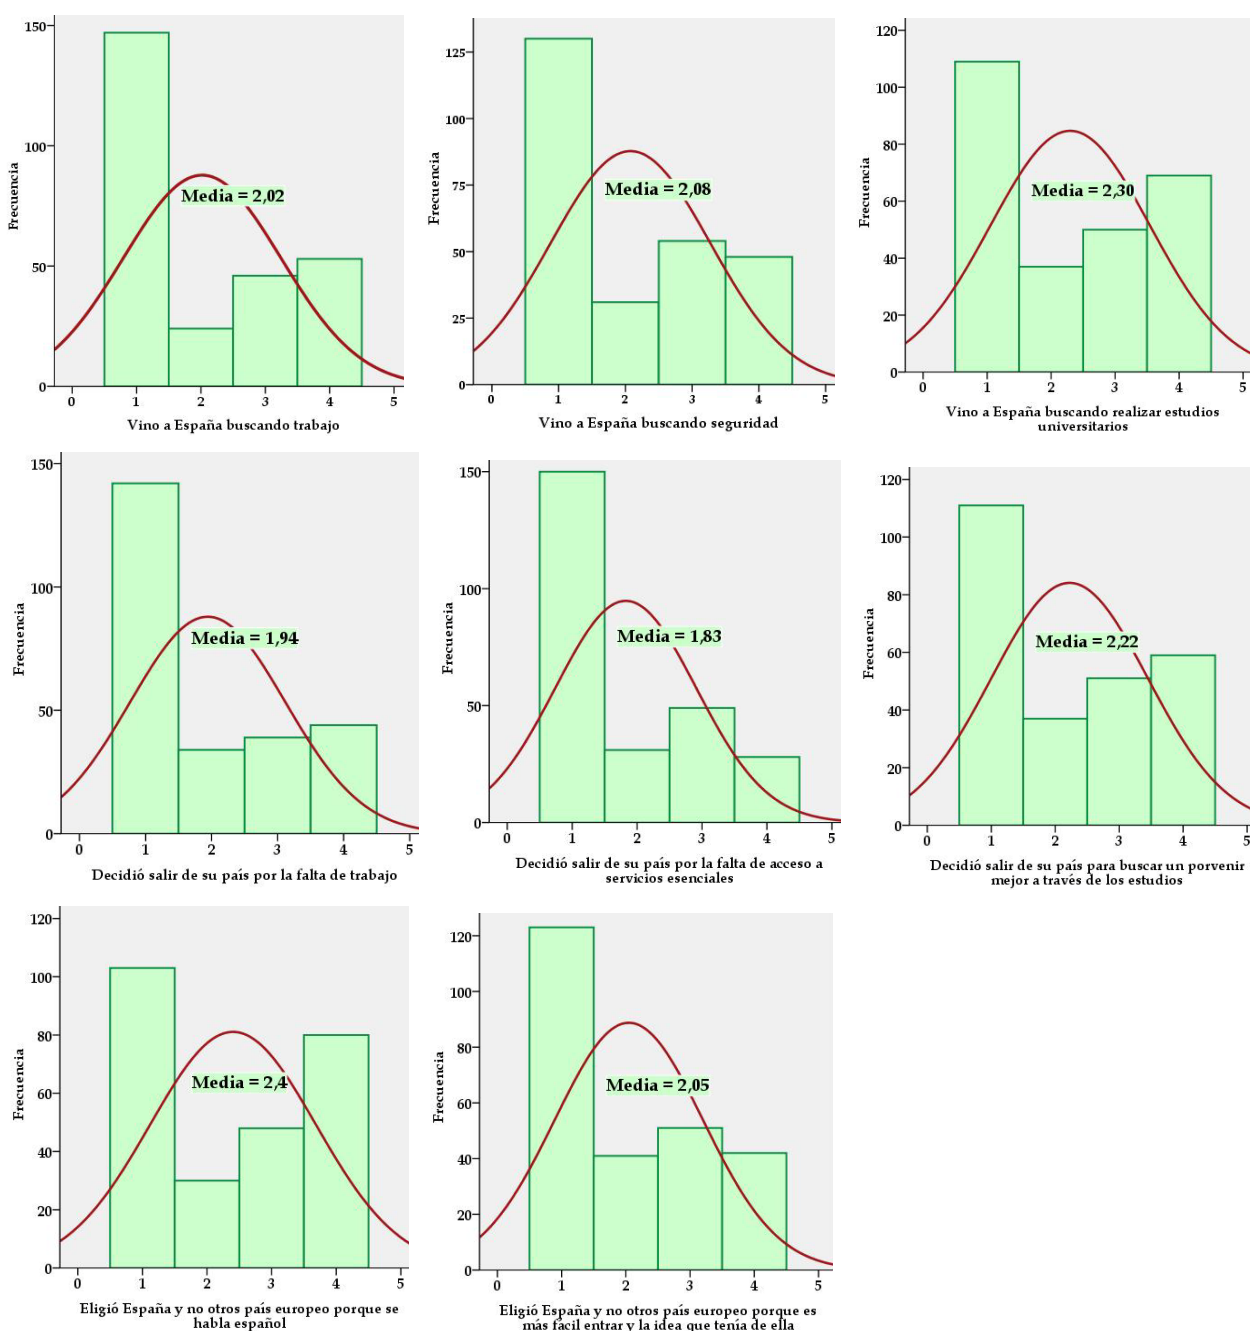 150
100
50
0
Frecuencia
Media = 2,02
0 1 2 3 4 5
Vino a España buscando trabajo
125
100
75
50
25
0
Frecuencia
Media = 2,08
0 1 2 3 4 5
Vino a España buscando seguridad
120
100
80
60
40
20
0
Frecuencia
Media = 2,30
0 1 2 3 4 5
Vino a España buscando realizar estudios
universitarios
150
100
50
0
Frecuencia
Media = 1,94
0 1 2 3 4 5
Decidió salir de su país por la falta de trabajo
150
100
50
0
Frecuencia
Media = 1,83
0 1 2 3 4 5
Decidió salir de su país por la falta de acceso a
servicios esenciales
120
100
80
60
40
20
0
Frecuencia
Media = 2,22
0 1 2 3 4 5
Decidió salir de su país para buscar un porvenir
mejor a través de los estudios
120
100
80
60
40
20
0
Frecuencia
Media = 2,4
0 1 2 3 4 5
Eligió España y no otros país europeo porque se
habla español
120
100
80
60
40
20
0
Frecuencia
Media = 2,05
0 1 2 3 4 5
Eligió España y no otros país europeo porque es
más fácil entrar y la idea que tenía de ella